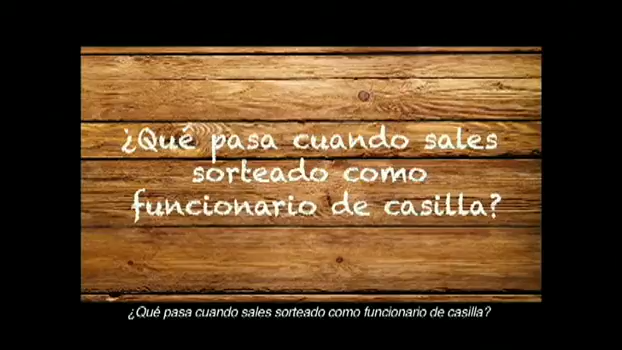 ¿Qué pasa cuando sales
sorteado como
funcionario de casilla?
¿Qué pasa cuando sales sorteado como funcionario de casilla?